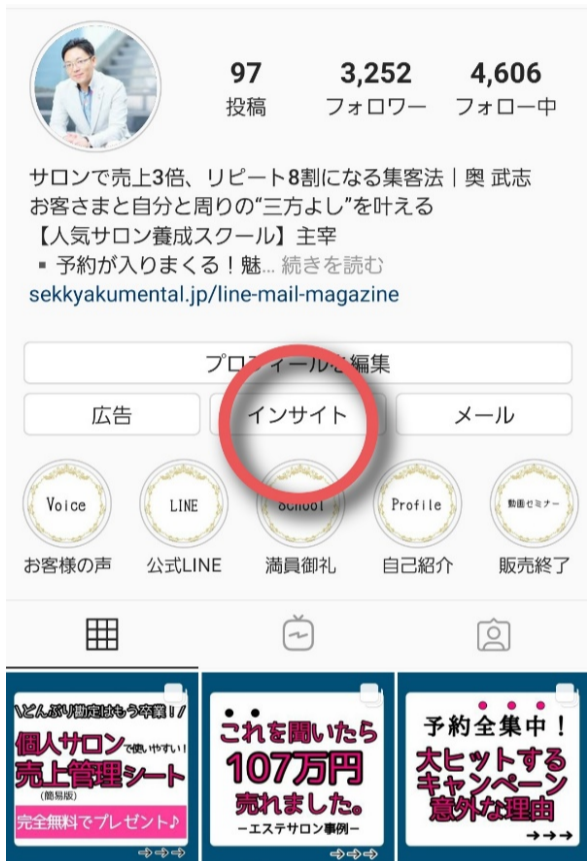 97 3,252 4,606
投稿 フォロワー フォロー中
サロンで売上3倍、リピート8割になる集客法｜奥 武志
お客さまと自分と周りの“三方よし”を叶える
【人気サロン養成スクール】主宰
▪ 予約が入りまくる！魅... 続きを読む
sekkyakumental.jp/line-mail-magazine
プロフィールを編集
広告 インサイト メール
Voice LINE School Profile 動画セミナー
お客様の声 公式LINE 満員御礼 自己紹介 販売終了
\どんぶり勘定はもう卒業！/
個人サロンで使いやすい！
売上管理シート
(簡易版)
完全無料でプレゼント♪
⇒⇒⇒
これを聞いたら
107万円
売れました。
−エステサロン事例−
⇒⇒⇒
予約全集中！
大ヒットする
キャンペーン
意外な理由
→→→